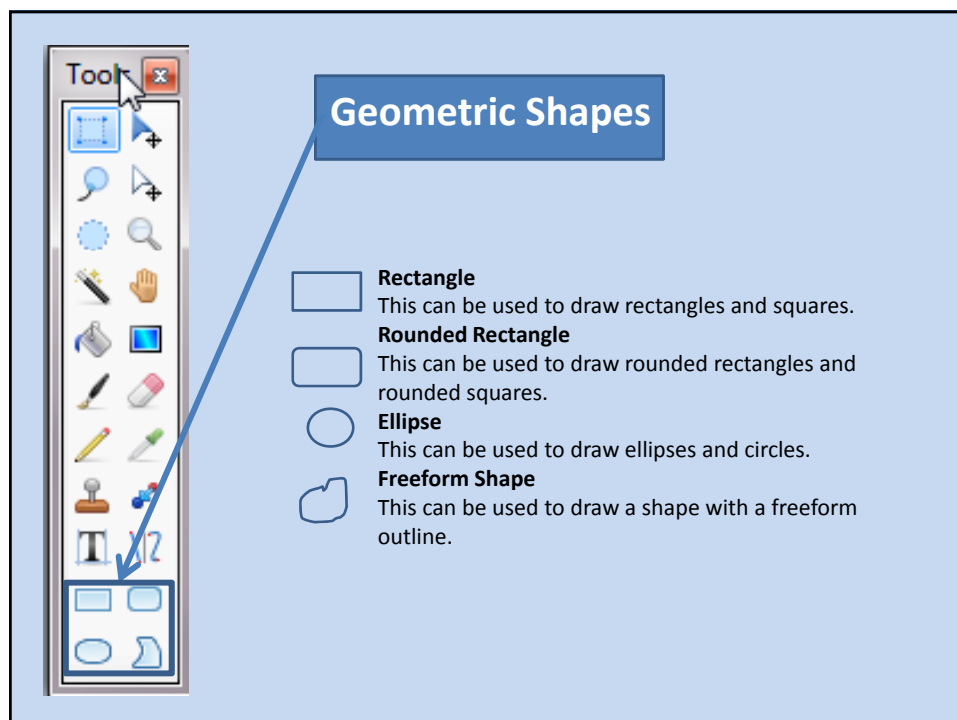 Tools
Geometric Shapes
Rectangle
This can be used to draw rectangles and squares.
Rounded Rectangle
This can be used to draw rounded rectangles and
rounded squares.
Ellipse
This can be used to draw ellipses and circles.
Freeform Shape
This can be used to draw a shape with a freeform
outline.
T